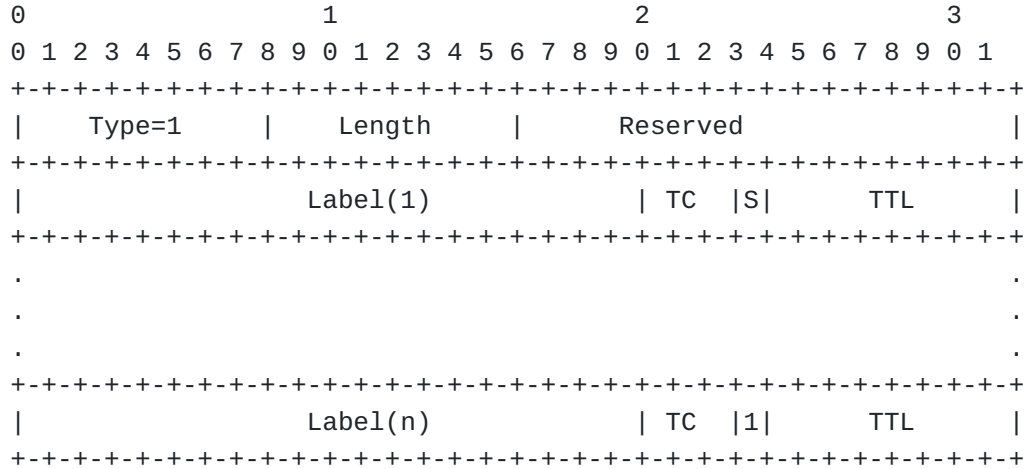 0                   1                   2                   3
0 1 2 3 4 5 6 7 8 9 0 1 2 3 4 5 6 7 8 9 0 1 2 3 4 5 6 7 8 9 0 1
+-+-+-+-+-+-+-+-+-+-+-+-+-+-+-+-+-+-+-+-+-+-+-+-+-+-+-+-+-+-+-+-+
|    Type=1     |    Length     |      Reserved                 |
+-+-+-+-+-+-+-+-+-+-+-+-+-+-+-+-+-+-+-+-+-+-+-+-+-+-+-+-+-+-+-+-+
|                  Label(1)             | TC  |S|      TTL      |
+-+-+-+-+-+-+-+-+-+-+-+-+-+-+-+-+-+-+-+-+-+-+-+-+-+-+-+-+-+-+-+-+
.                                                               .
.                                                               .
.                                                               .
+-+-+-+-+-+-+-+-+-+-+-+-+-+-+-+-+-+-+-+-+-+-+-+-+-+-+-+-+-+-+-+-+
|                  Label(n)             | TC  |1|      TTL      |
+-+-+-+-+-+-+-+-+-+-+-+-+-+-+-+-+-+-+-+-+-+-+-+-+-+-+-+-+-+-+-+-+